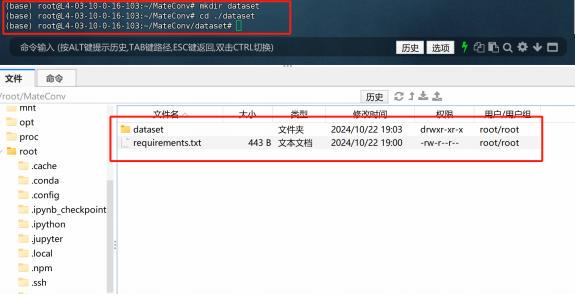 (base) root@L4-03-10-0-16-103:~/MateConv# mkdir dataset
(base) root@L4-03-10-0-16-103:~/MateConv# cd ./dataset
(base) root@L4-03-10-0-16-103:~/MateConv/dataset#
命令输入 (按ALT键提示历史,TAB键路径,ESC键返回,双击CTRL切换) 历史 选项
文件 命令
/root/MateConv 历史
mnt
opt
proc
root
.cache
.conda
.config
.ipynb_checkpoint
.ipython
.jupyter
.local
.npm
.ssh
文件名 大小 类型 修改时间 权限 用户/用户组
dataset 文件夹 2024/10/22 19:03 drwxr-xr-x root/root
requirements.txt 443 B 文本文档 2024/10/22 19:00 -rw-r--r-- root/root